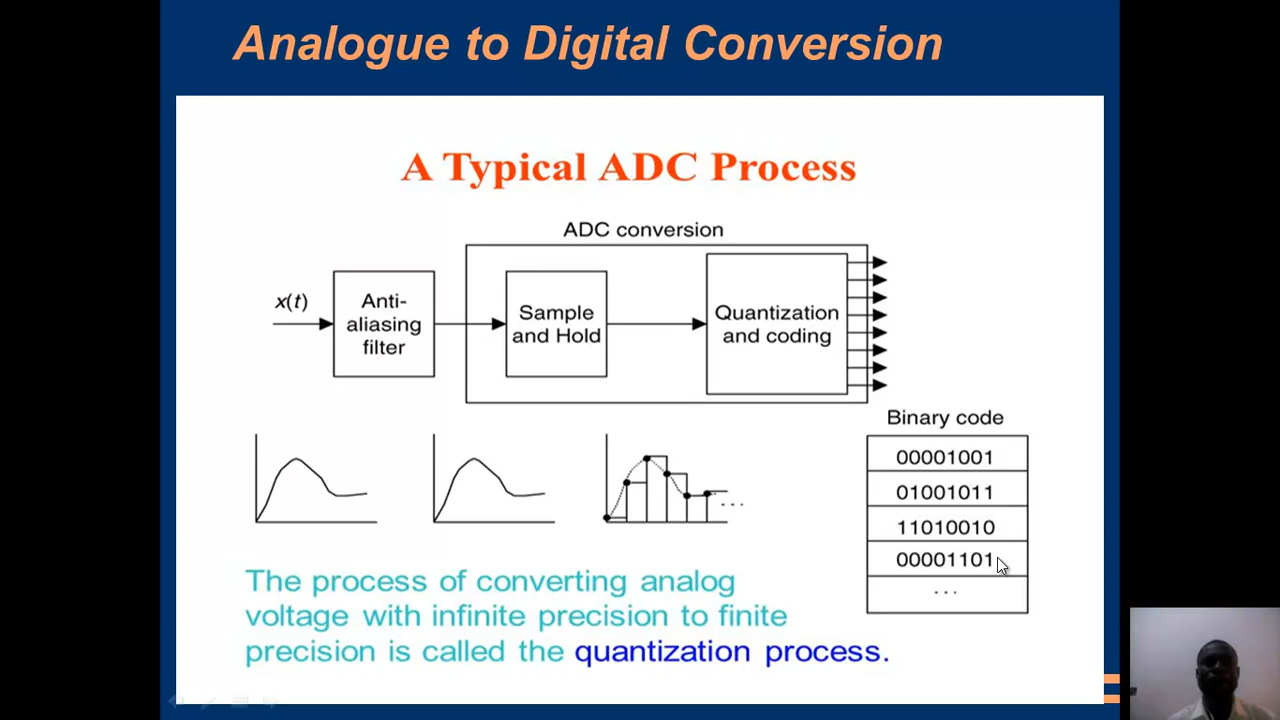 Analogue to Digital Conversion
A Typical ADC Process
ADC conversion
x(t)
Anti-
aliasing
filter
Sample
and Hold
Quantization
and coding
Binary code
00001001
01001011
11010010
00001101
...
...
The process of converting analog
voltage with infinite precision to finite
precision is called the quantization process.